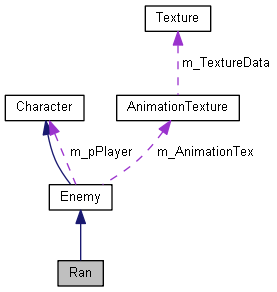 Texture
m_TextureData
Character
AnimationTexture
m_pPlayer
m_AnimationTex
Enemy
Ran